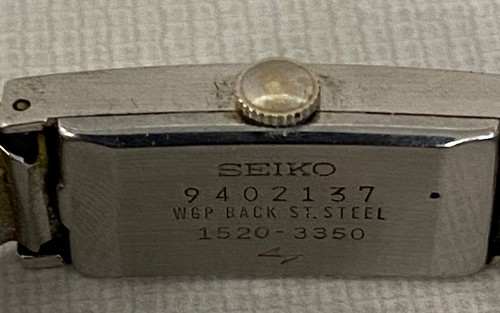 SEIKO
9402137
WGP BACK ST. STEEL
1520-3350